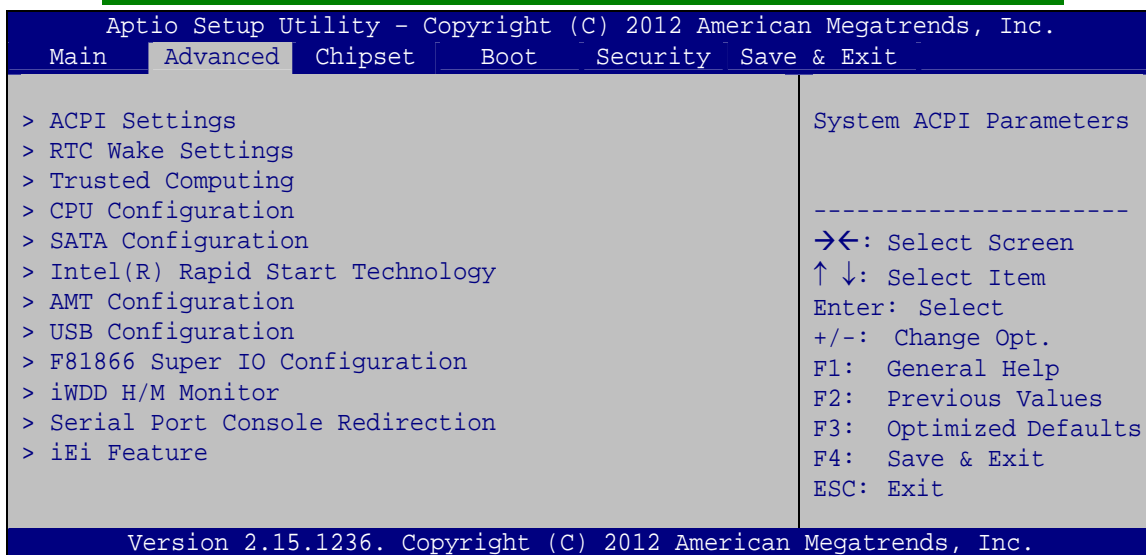 Aptio Setup Utility – Copyright (C) 2012 American Megatrends, Inc.
Main Advanced Chipset Boot Security Save & Exit
> ACPI Settings
> RTC Wake Settings
> Trusted Computing
> CPU Configuration
> SATA Configuration
> Intel(R) Rapid Start Technology
> AMT Configuration
> USB Configuration
> F81866 Super IO Configuration
> iWDD H/M Monitor
> Serial Port Console Redirection
> iEi Feature
System ACPI Parameters
----------------------
→←: Select Screen
↑ ↓: Select Item
Enter: Select
+/-: Change Opt.
F1: General Help
F2: Previous Values
F3: Optimized Defaults
F4: Save & Exit
ESC: Exit
Version 2.15.1236. Copyright (C) 2012 American Megatrends, Inc.